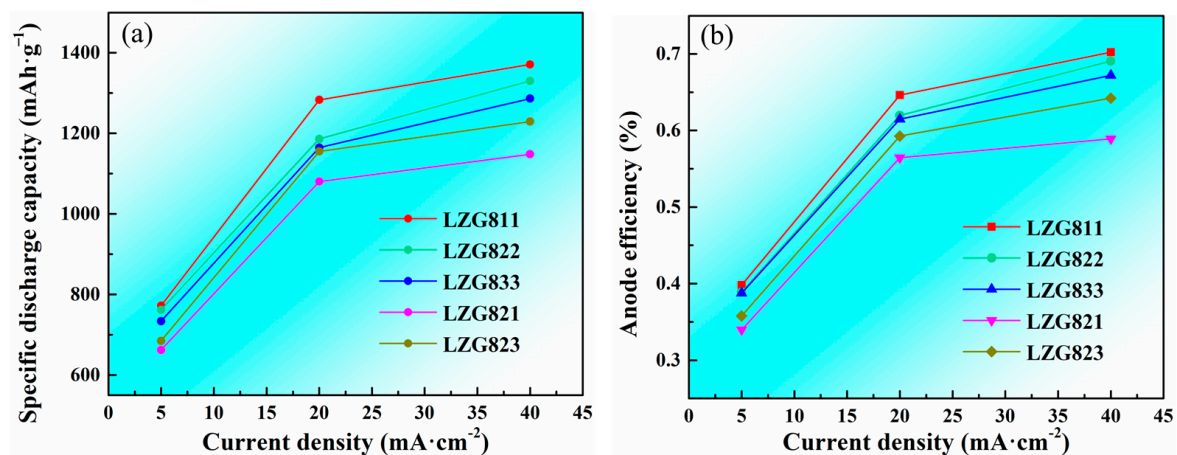 (a)
Specific discharge capacity (mAh·g⁻¹)
1400
1200
1000
800
600
0 5 10 15 20 25 30 35 40 45
Current density (mA·cm⁻²)
LZG811
LZG822
LZG833
LZG821
LZG823
(b)
Anode efficiency (%)
0.7
0.6
0.5
0.4
0.3
0 5 10 15 20 25 30 35 40 45
Current density (mA·cm⁻²)
LZG811
LZG822
LZG833
LZG821
LZG823